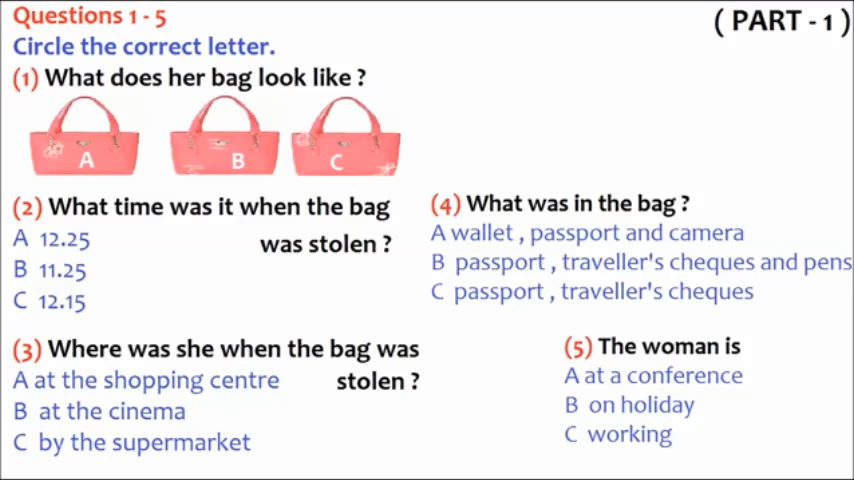 Questions 1 - 5
( PART - 1 )
Circle the correct letter.
(1) What does her bag look like ?
A
B
C
(2) What time was it when the bag
was stolen ?
A 12.25
B 11.25
C 12.15
(3) Where was she when the bag was
stolen ?
A at the shopping centre
B at the cinema
C by the supermarket
(4) What was in the bag ?
A wallet , passport and camera
B passport , traveller's cheques and pens
C passport , traveller's cheques
(5) The woman is
A at a conference
B on holiday
C working